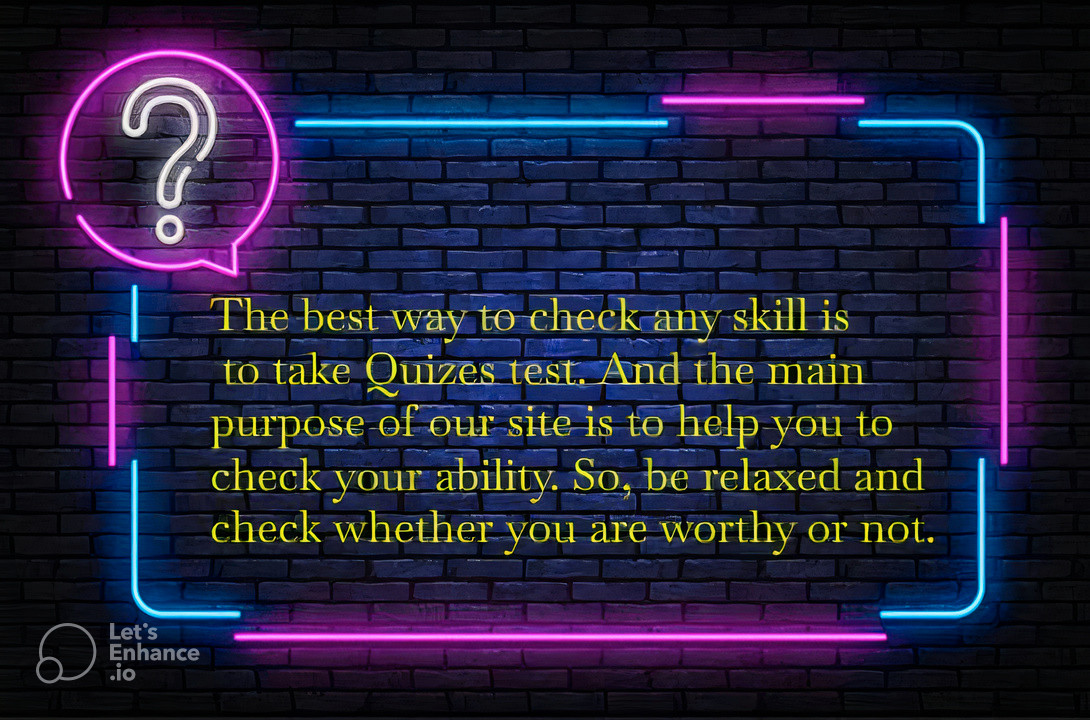 ?
The best way to check any skill is
to take Quizes test. And the main
purpose of our site is to help you to
check your ability. So, be relaxed and
check whether you are worthy or not.
Let's
Enhance
.io